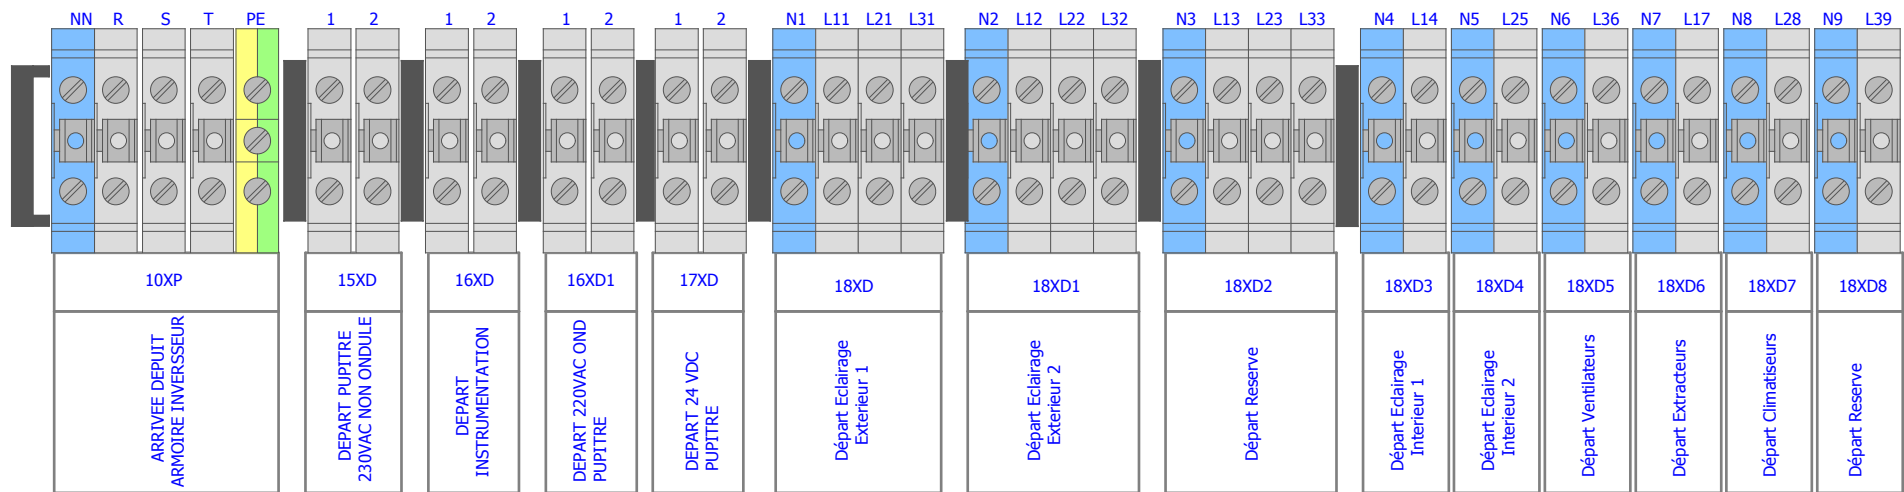 NN R S T PE 1 2 1 2 1 2 1 2 N1 L11 L21 L31 N2 L12 L22 L32 N3 L13 L23 L33 N4 L14 N5 L25 N6 L36 N7 L17 N8 L28 N9 L39
10XP 15XD 16XD 16XD1 17XD 18XD 18XD1 18XD2 18XD3 18XD4 18XD5 18XD6 18XD7 18XD8
ARRIVEE DEPUIT
ARMOIRE INVERSSEUR
DEPART PUPITRE
230VAC NON ONDULE
DEPART
INSTRUMENTATION
DEPART 220VAC OND
PUPITRE
DEPART 24 VDC
PUPITRE
Départ Eclairage
Exterieur 1
Départ Eclairage
Exterieur 2
Départ Reserve
Départ Edairage
Interieur 1
Départ Edairage
Interieur 2
Départ Ventilateurs
Départ Extracteurs
Départ Climatiseurs
Départ Reserve